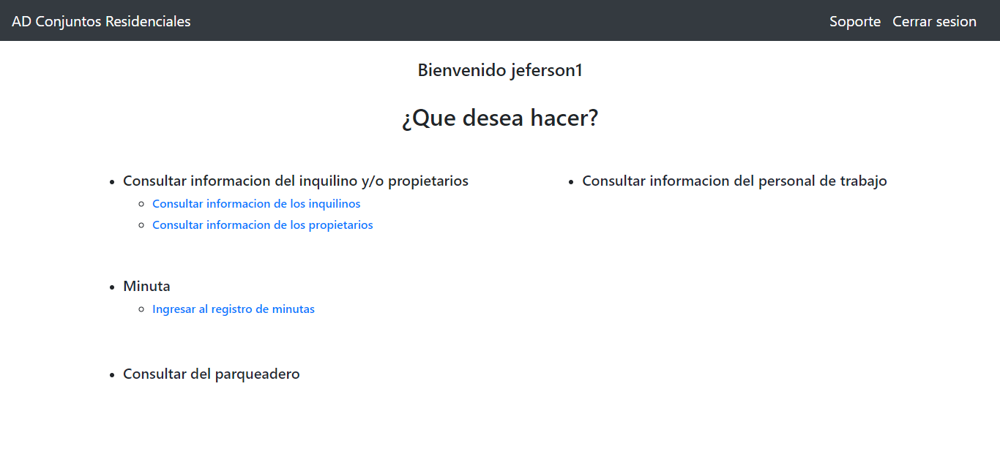 AD Conjuntos Residenciales
Soporte Cerrar sesion
Bienvenido jeferson1
¿Que desea hacer?
Consultar informacion del inquilino y/o propietarios
Consultar informacion de los inquilinos
Consultar informacion de los propietarios
Minuta
Ingresar al registro de minutas
Consultar del parqueadero
Consultar informacion del personal de trabajo